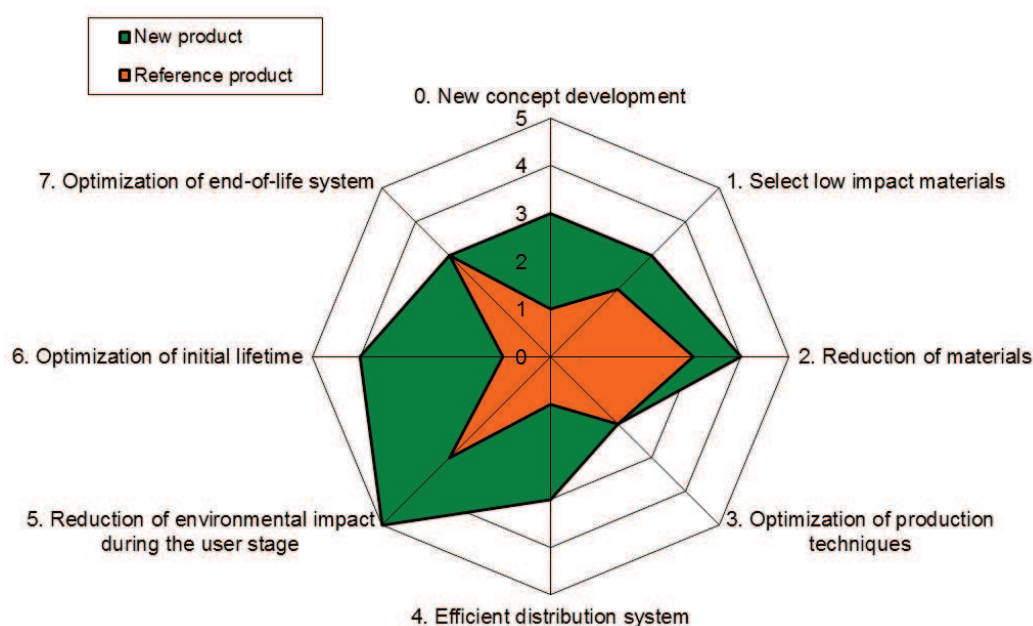 New product
Reference product
0. New concept development
5
4
3
2
1
0
1. Select low impact materials
2. Reduction of materials
3. Optimization of production
techniques
4. Efficient distribution system
5. Reduction of environmental impact
during the user stage
6. Optimization of initial lifetime
7. Optimization of end-of-life system